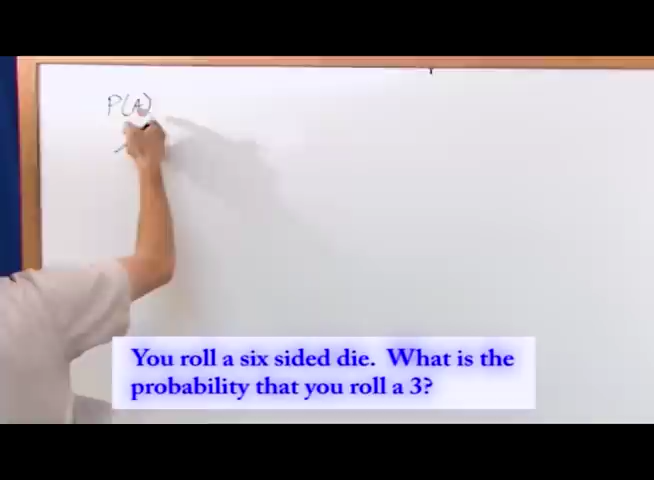 P(A)
You roll a six sided die. What is the
probability that you roll a 3?